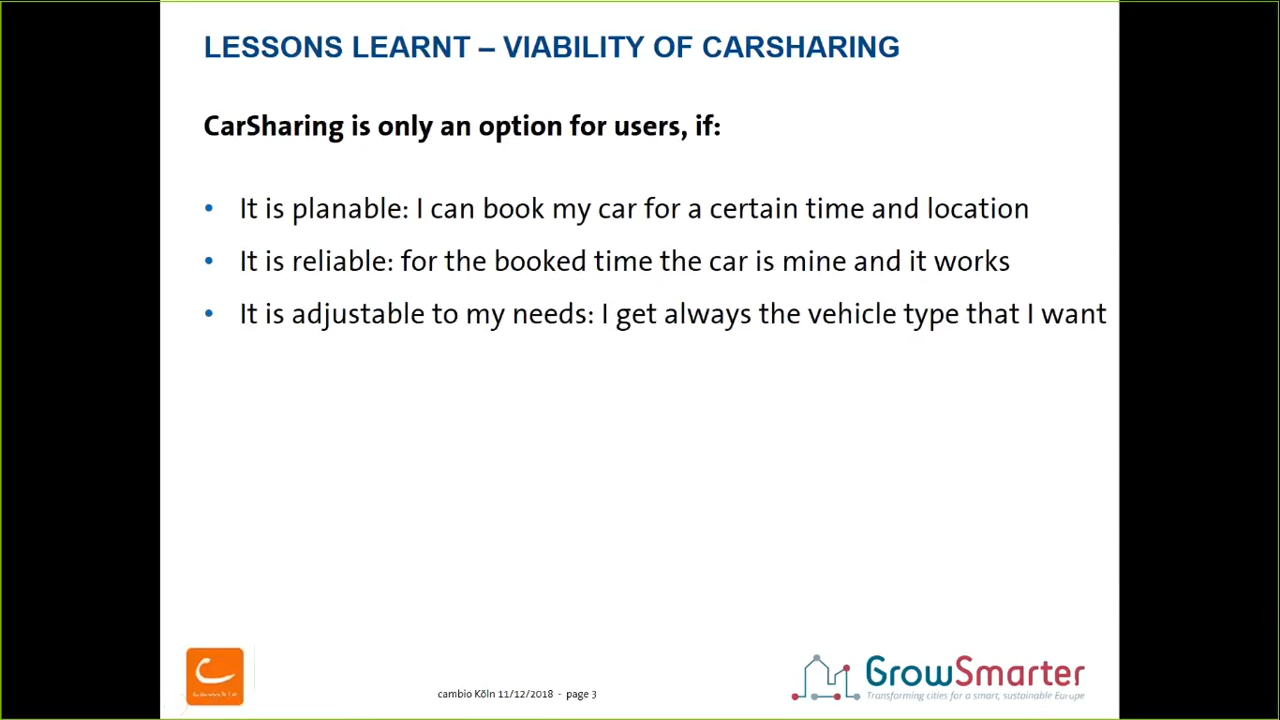 LESSONS LEARNT – VIABILITY OF CARSHARING
CarSharing is only an option for users, if:
• It is planable: I can book my car for a certain time and location
• It is reliable: for the booked time the car is mine and it works
• It is adjustable to my needs: I get always the vehicle type that I want
cambio Köln 11/12/2018 - page 3
GrowSmarter
Transforming cities for a smart, sustainable Europe